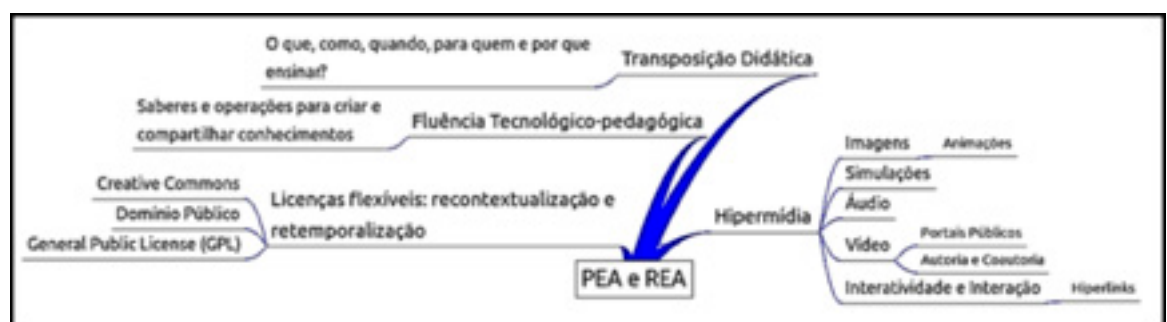 O que, como, quando, para quem e por que
ensinar?
Transposição Didática
Saberes e operações para criar e
compartilhar conhecimentos
Fluência Tecnológico-pedagógica
Creative Commons
Domínio Público
General Public License (GPL)
Licenças flexíveis: recontextualização e
retemporalização
PEA e REA
Hipermídia
Imagens
Animações
Simulações
Áudio
Vídeo
Portais Públicos
Autoria e Coautoria
Interatividade e Interação
Hiperlinks